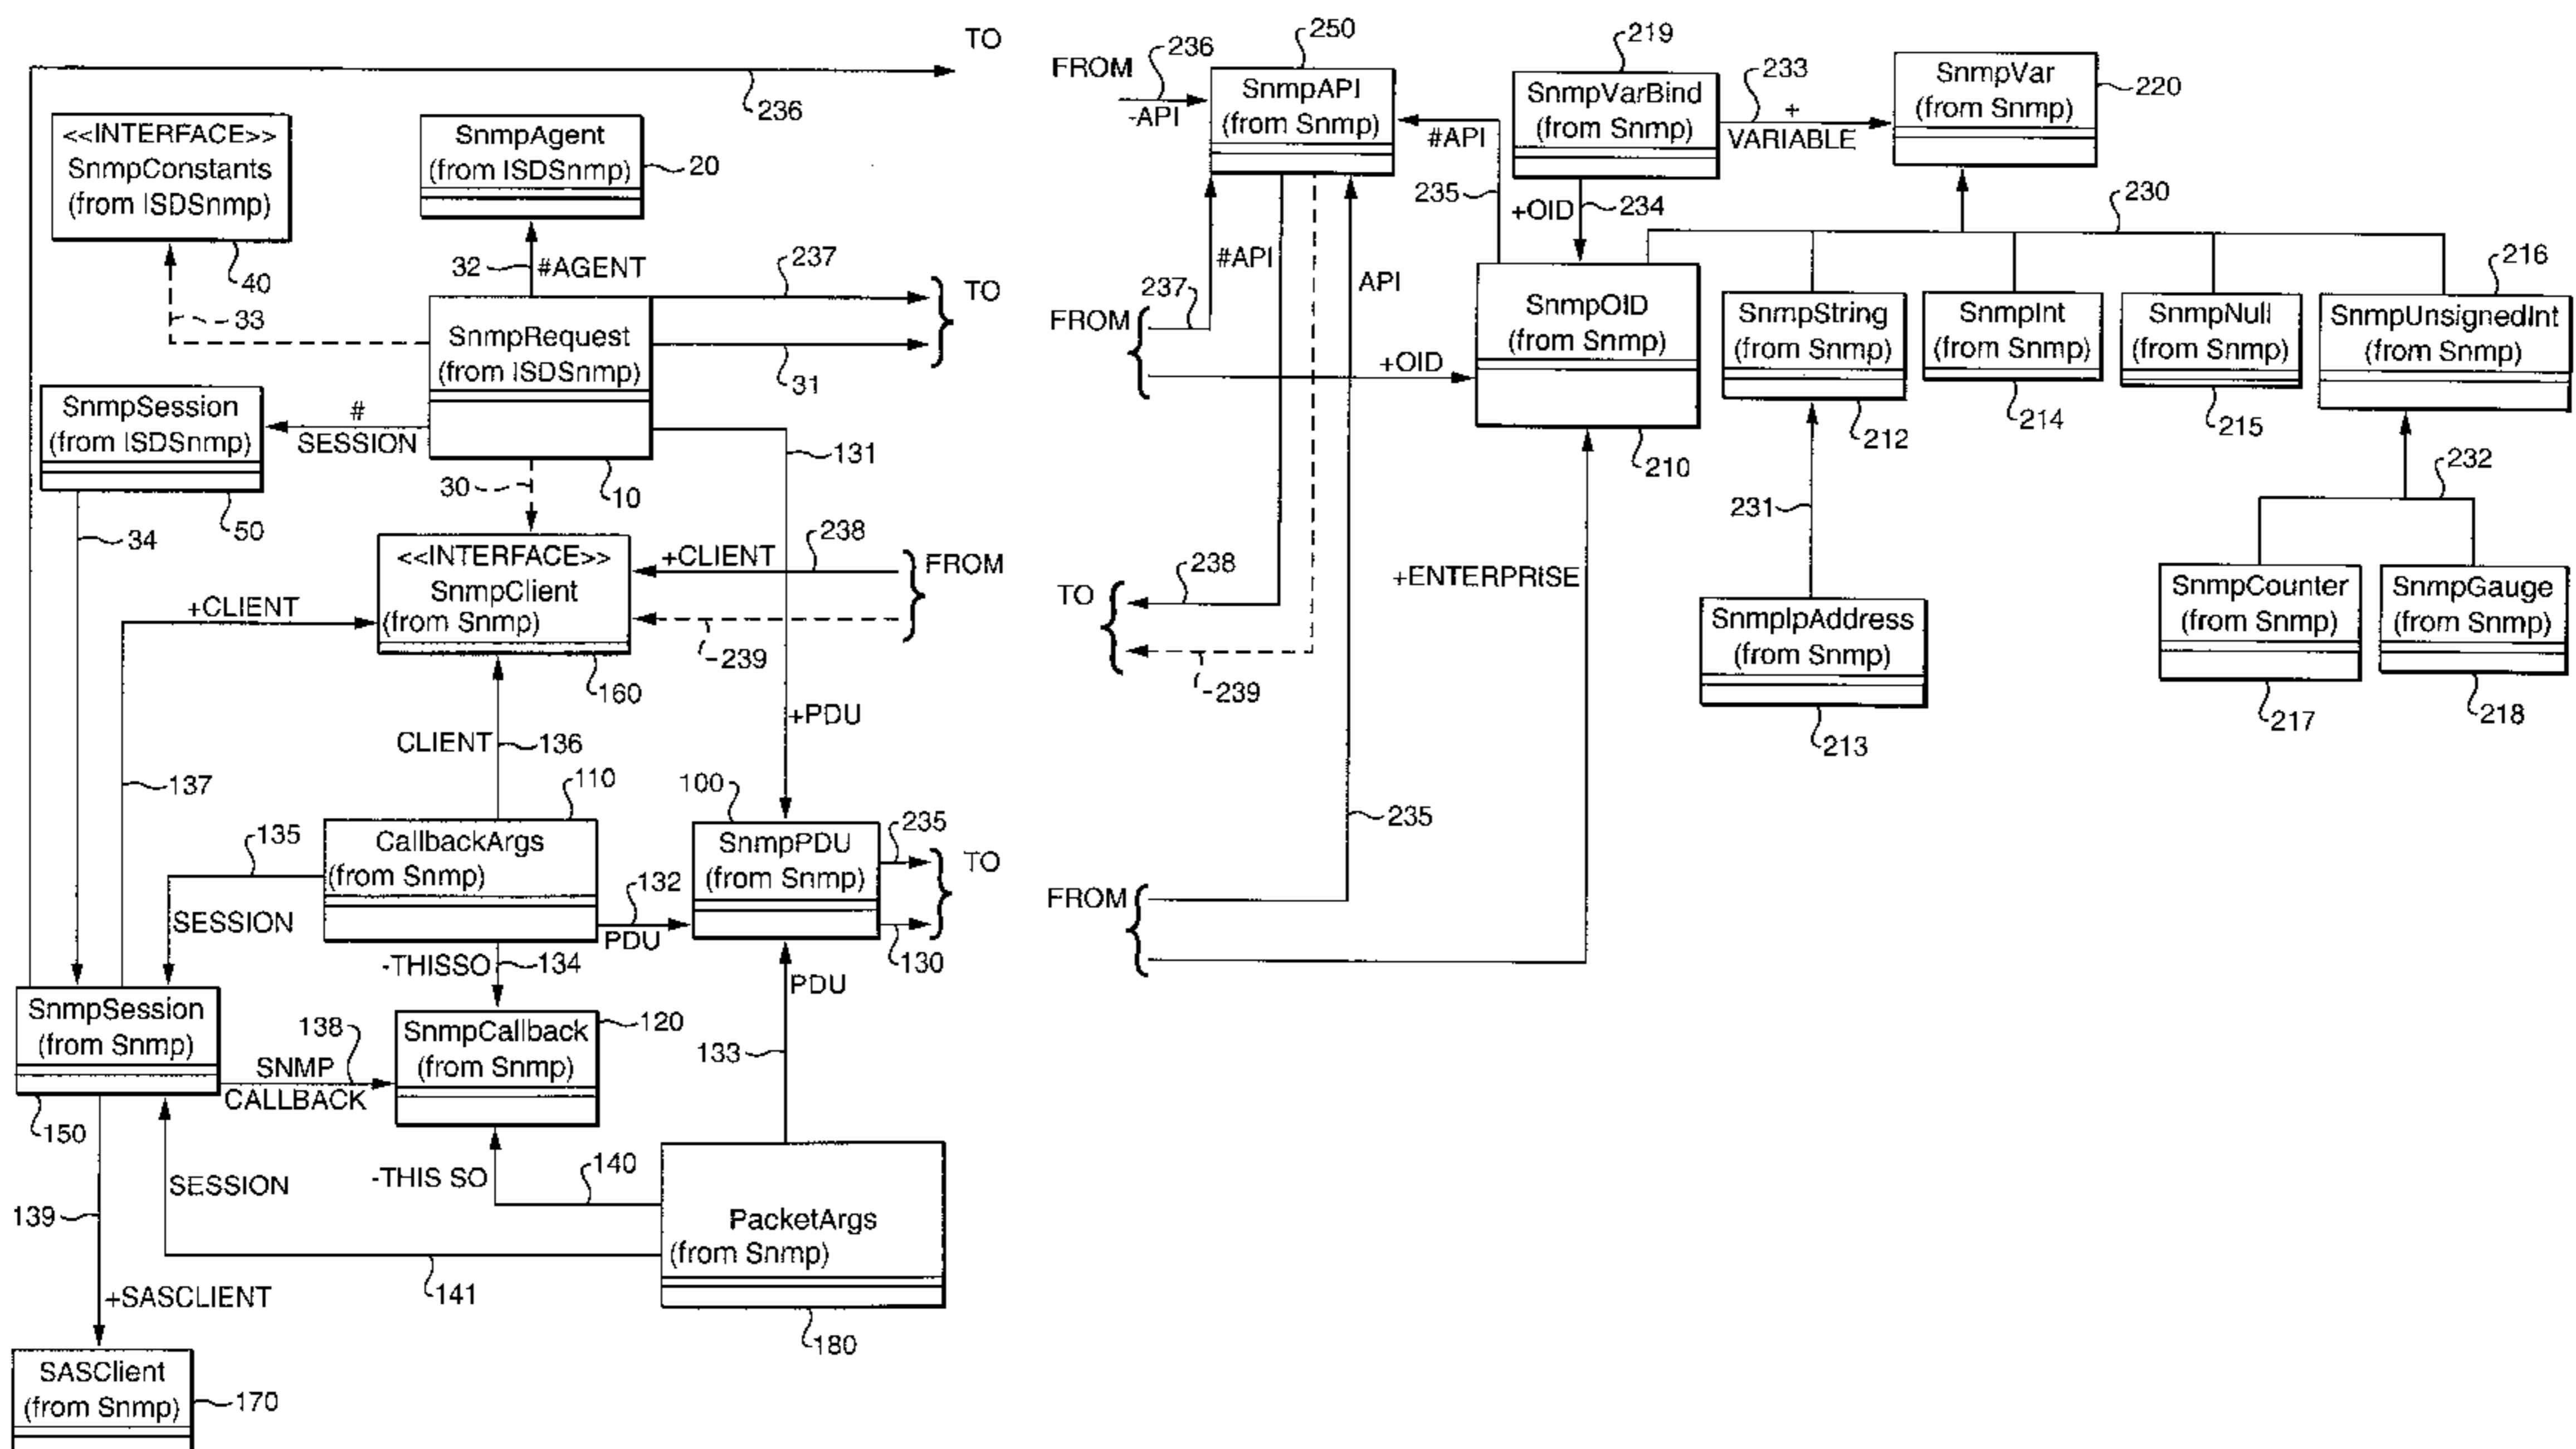 TO
236
<<INTERFACE>>
SnmpConstants
(from ISDSnmp)
40
SnmpAgent
(from ISDSnmp)
20
32
#AGENT
33
237
TO
31
SnmpRequest
(from ISDSnmp)
10
SnmpSession
(from ISDSnmp)
50
#
SESSION
131
30
34
<<INTERFACE>>
SnmpClient
(from Snmp)
160
+CLIENT
238
FROM
239
+CLIENT
137
CLIENT
136
+PDU
110
CallbackArgs
(from Snmp)
135
SESSION
132
PDU
100
SnmpPDU
(from Snmp)
235
TO
130
-THISSO
134
PDU
133
SnmpSession
(from Snmp)
150
138
SNMP
CALLBACK
SnmpCallback
(from Snmp)
120
-THIS SO
140
SESSION
139
141
PacketArgs
(from Snmp)
180
+SASCLIENT
SASClient
(from Snmp)
170
FROM
236
-API
250
SnmpAPI
(from Snmp)
219
SnmpVarBind
(from Snmp)
233
+
VARIABLE
SnmpVar
(from Snmp)
220
#API
235
+OID
234
230
#API
API
237
FROM
+OID
SnmpOID
(from Snmp)
210
SnmpString
(from Snmp)
212
SnmpInt
(from Snmp)
214
SnmpNull
(from Snmp)
215
216
SnmpUnsignedInt
(from Snmp)
231
232
TO
238
239
+ENTERPRISE
SnmpIpAddress
(from Snmp)
213
SnmpCounter
(from Snmp)
217
SnmpGauge
(from Snmp)
218
235
FROM